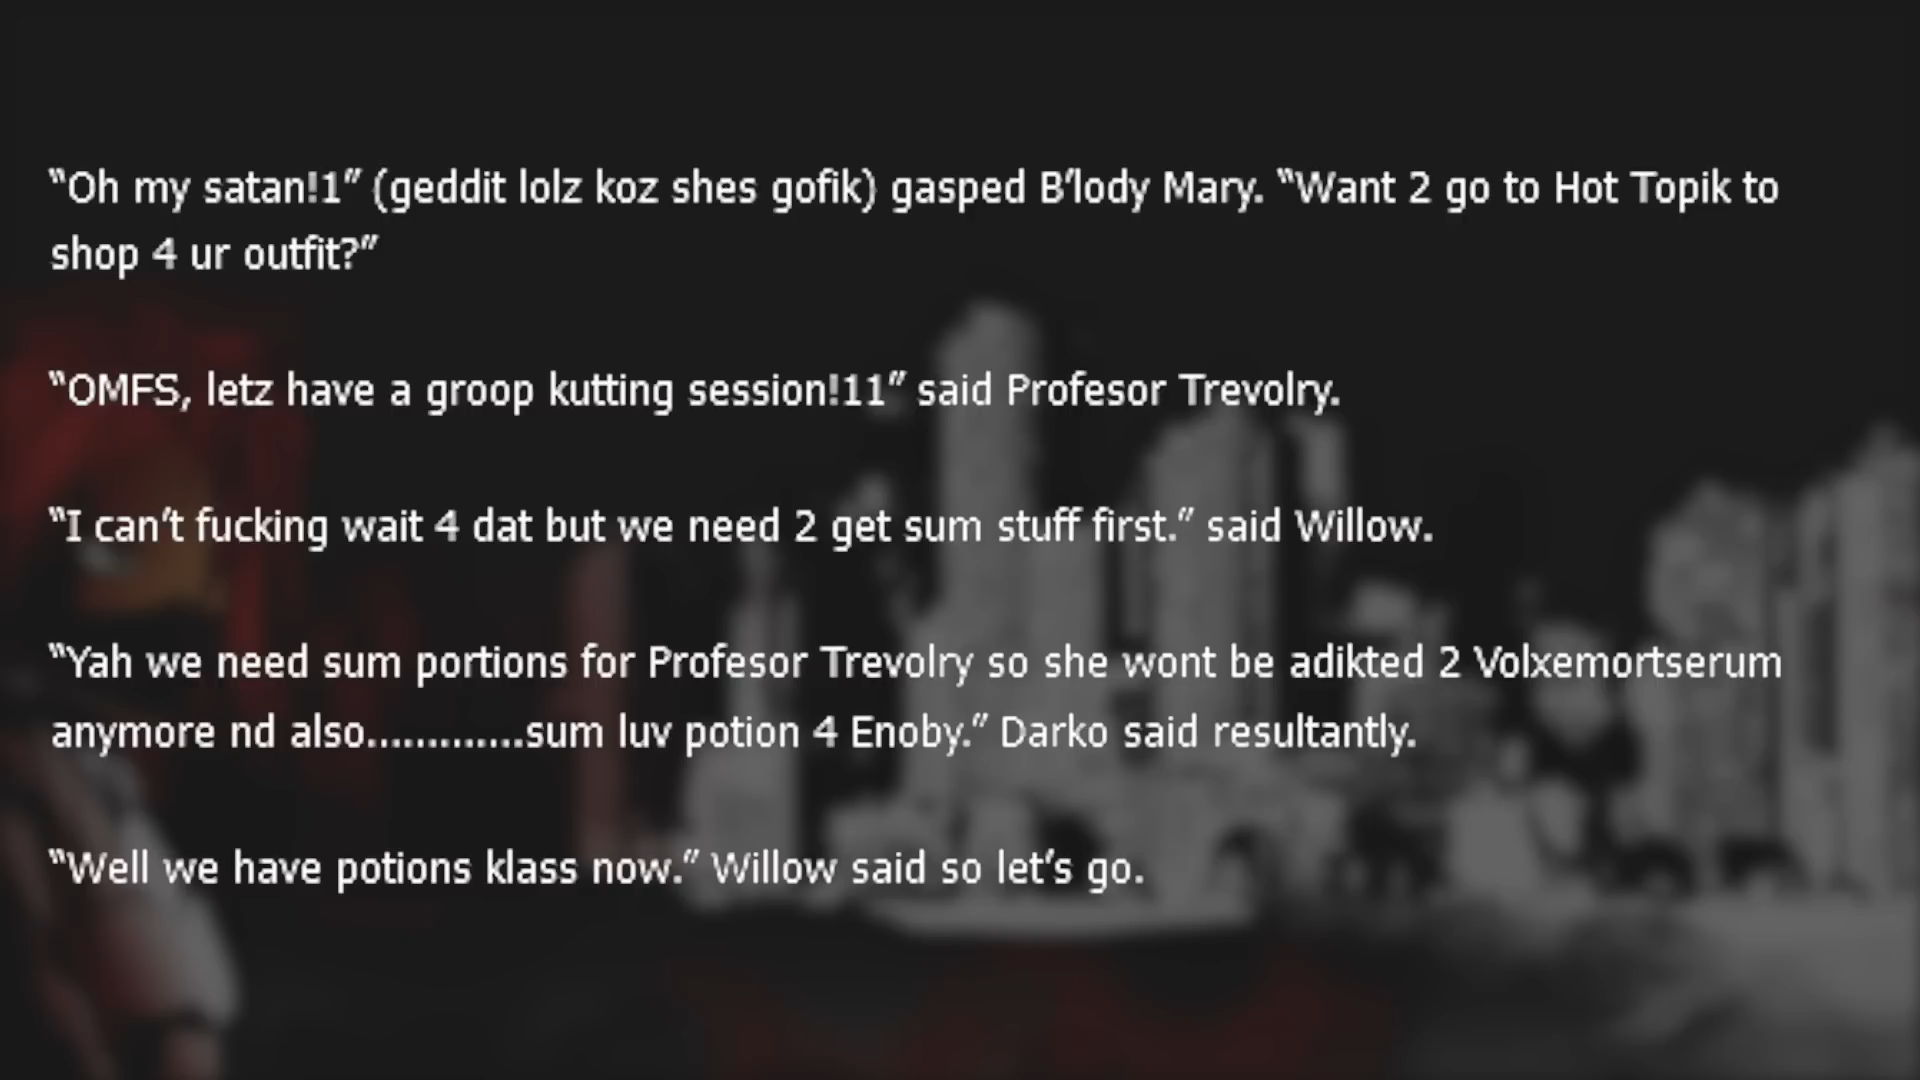 “Oh my satan!1” (geddit lolz koz shes gofik) gasped B’lody Mary. “Want 2 go to Hot Topik to
shop 4 ur outfit?”
“OMFS, letz have a groop kutting session!11” said Profesor Trevolry.
“I can’t fucking wait 4 dat but we need 2 get sum stuff first.” said Willow.
“Yah we need sum portions for Profesor Trevolry so she wont be adikted 2 Volxemortserum
anymore nd also………….sum luv potion 4 Enoby.” Darko said resultantly.
“Well we have potions klass now.” Willow said so let’s go.